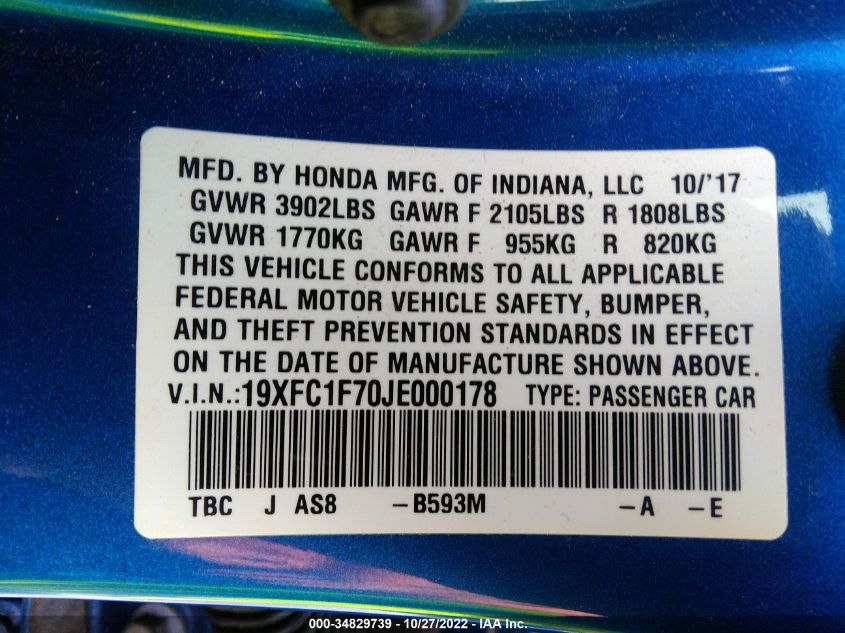 MFD. BY HONDA MFG. OF INDIANA, LLC 10/'17
GVWR 3902LBS GAWR F 2105LBS R 1808LBS
GVWR 1770KG GAWR F 955KG R 820KG
THIS VEHICLE CONFORMS TO ALL APPLICABLE
FEDERAL MOTOR VEHICLE SAFETY, BUMPER,
AND THEFT PREVENTION STANDARDS IN EFFECT
ON THE DATE OF MANUFACTURE SHOWN ABOVE.
V.I.N.:19XFC1F70JE000178 TYPE: PASSENGER CAR
TBC J AS8 -B593M -A -E
000-34829739 - 10/27/2022 - IAA Inc.